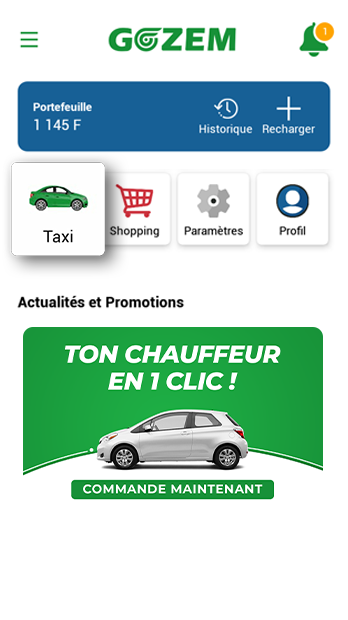 GOZEM
1
Portefeuille
1 145 F
Historique
Recharger
Taxi
Shopping
Paramètres
Profil
Actualités et Promotions
TON CHAUFFEUR
EN 1 CLIC !
COMMANDE MAINTENANT